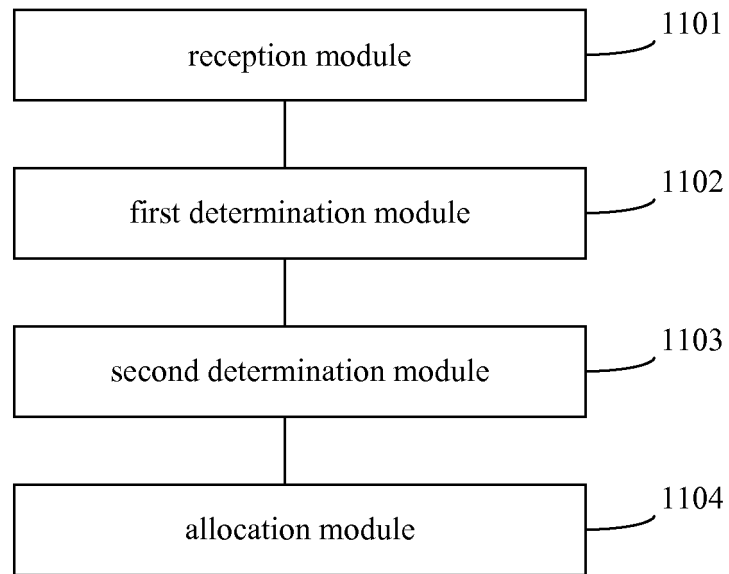 1101
reception module
1102
first determination module
1103
second determination module
1104
allocation module